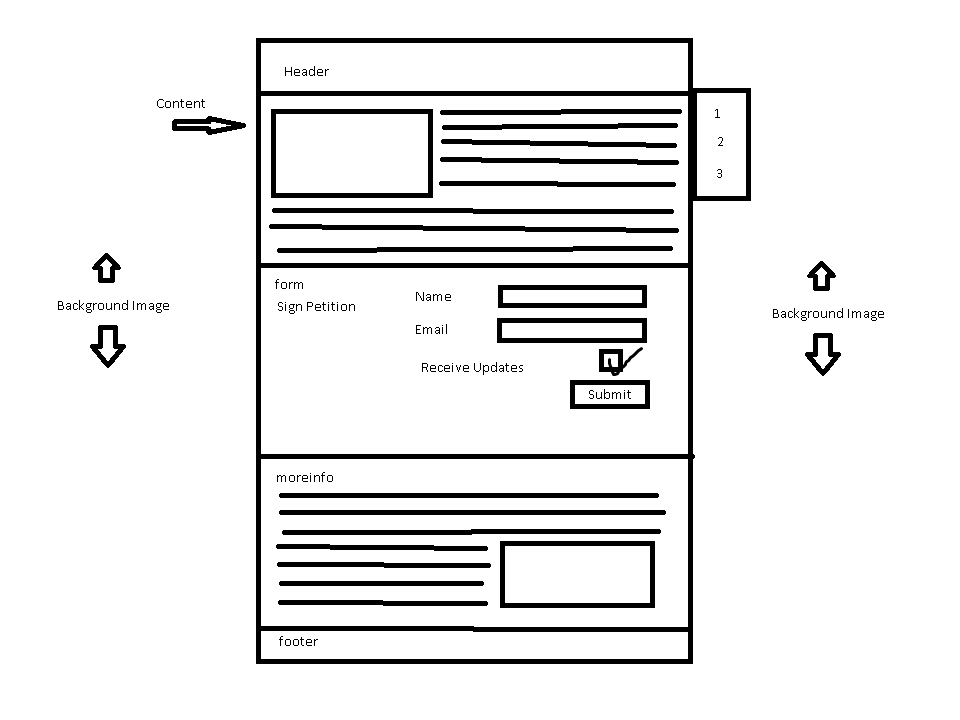 Header
Content
1
2
3
form
Sign Petition
Name
Email
Receive Updates
Submit
Background Image
Background Image
moreinfo
footer